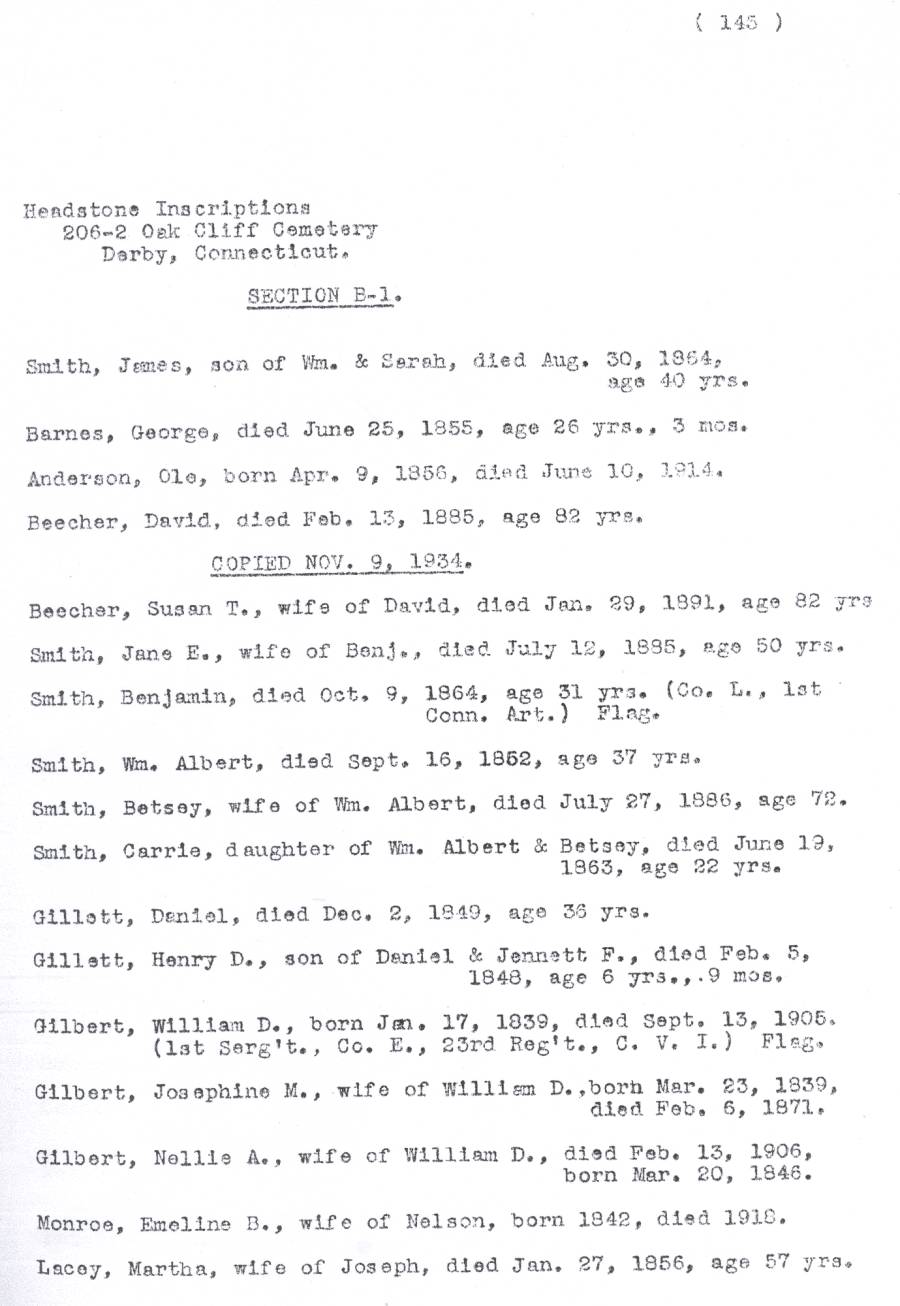 ( 145 )
Headstone Inscriptions
206-2 Oak Cliff Cemetery
Derby, Connecticut.
SECTION B-1.
Smith, James, son of Wm. & Sarah, died Aug. 30, 1864,
age 40 yrs.
Barnes, George, died June 25, 1855, age 26 yrs., 3 mos.
Anderson, Ole, born Apr. 9, 1856, died June 10, 1914.
Beecher, David, died Feb. 13, 1885, age 82 yrs.
COPIED NOV. 9, 1934.
Beecher, Susan T., wife of David, died Jan. 29, 1891, age 82 yrs
Smith, Jane E., wife of Benj., died July 12, 1885, age 50 yrs.
Smith, Benjamin, died Oct. 9, 1864, age 31 yrs. (Co. L., 1st
Conn. Art.) Flag.
Smith, Wm. Albert, died Sept. 16, 1852, age 37 yrs.
Smith, Betsey, wife of Wm. Albert, died July 27, 1886, age 72.
Smith, Carrie, daughter of Wm. Albert & Betsey, died June 19,
1863, age 22 yrs.
Gillett, Daniel, died Dec. 2, 1849, age 36 yrs.
Gillett, Henry D., son of Daniel & Jennett F., died Feb. 5,
1848, age 6 yrs., 9 mos.
Gilbert, William D., born Jan. 17, 1839, died Sept. 13, 1905.
(1st Serg't., Co. E., 23rd Reg't., C. V. I.) Flag.
Gilbert, Josephine M., wife of William D., born Mar. 23, 1839,
died Feb. 6, 1871.
Gilbert, Nellie A., wife of William D., died Feb. 13, 1906,
born Mar. 20, 1846.
Monroe, Emeline B., wife of Nelson, born 1842, died 1918.
Lacey, Martha, wife of Joseph, died Jan. 27, 1856, age 57 yrs.